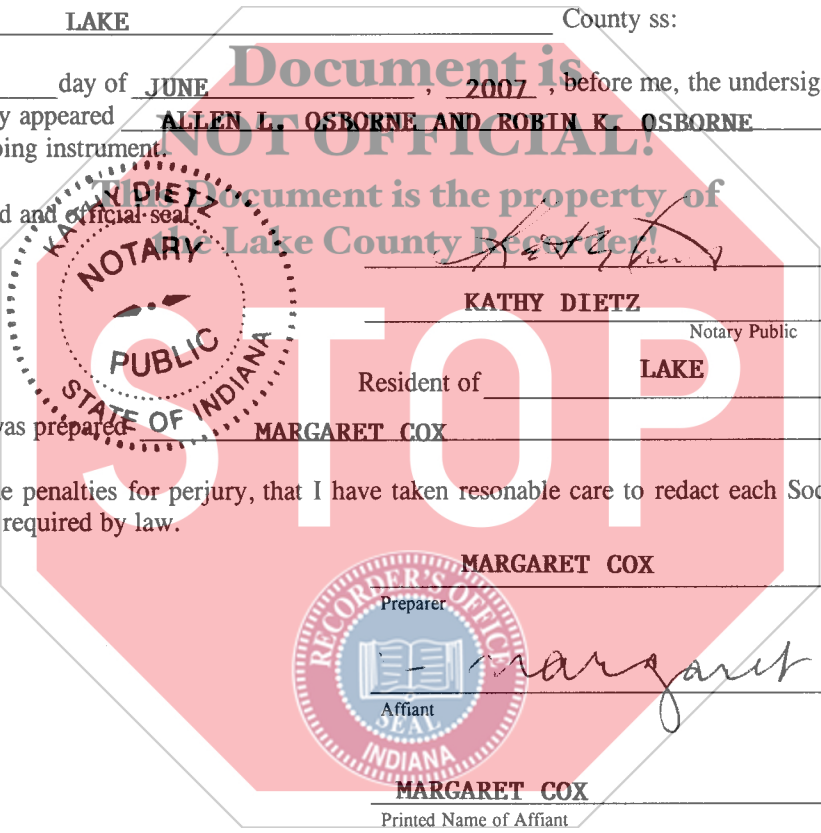 LAKE County ss:
Document is
day of JUNE , 2007 , before me, the undersig
y appeared ALLEN L. OSBORNE AND ROBIN K. OSBORNE
NOT OFFICIAL!
oing instrument.
This Document is the property of
d and official seal.
the Lake County Recorder!
KATHY DIETZ
NOTARY
PUBLIC
STATE OF INDIANA
KATHY DIETZ
Notary Public
STOP
Resident of LAKE
vas prepared MARGARET COX
e penalties for perjury, that I have taken resonable care to redact each Soc
required by law.
MARGARET COX
Preparer
RECORDER'S OFFICE
SEAL
INDIANA
Margaret
Affiant
MARGARET COX
Printed Name of Affiant